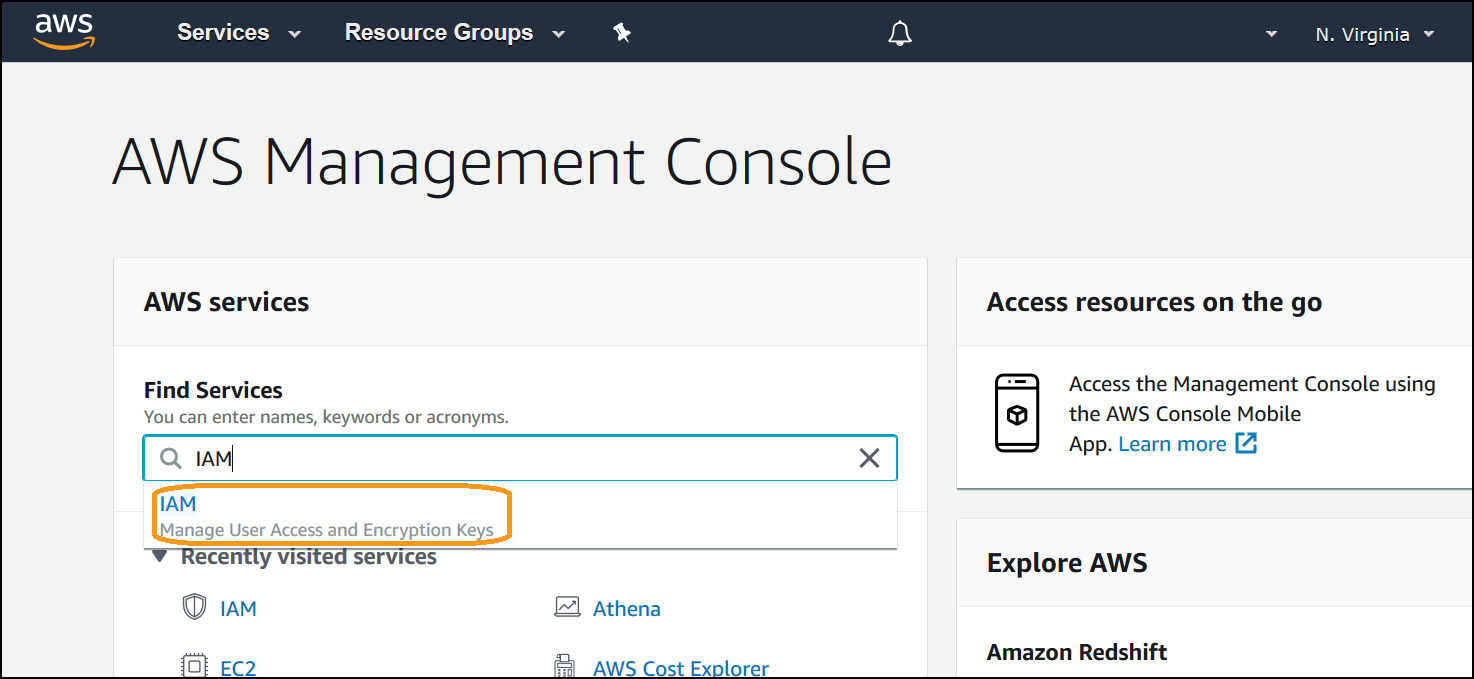 aws
Services
Resource Groups
N. Virginia
AWS Management Console
AWS services
Find Services
You can enter names, keywords or acronyms.
IAM
IAM
Manage User Access and Encryption Keys
Recently visited services
IAM
Athena
EC2
AWS Cost Explorer
Access resources on the go
Access the Management Console using
the AWS Console Mobile
App. Learn more
Explore AWS
Amazon Redshift